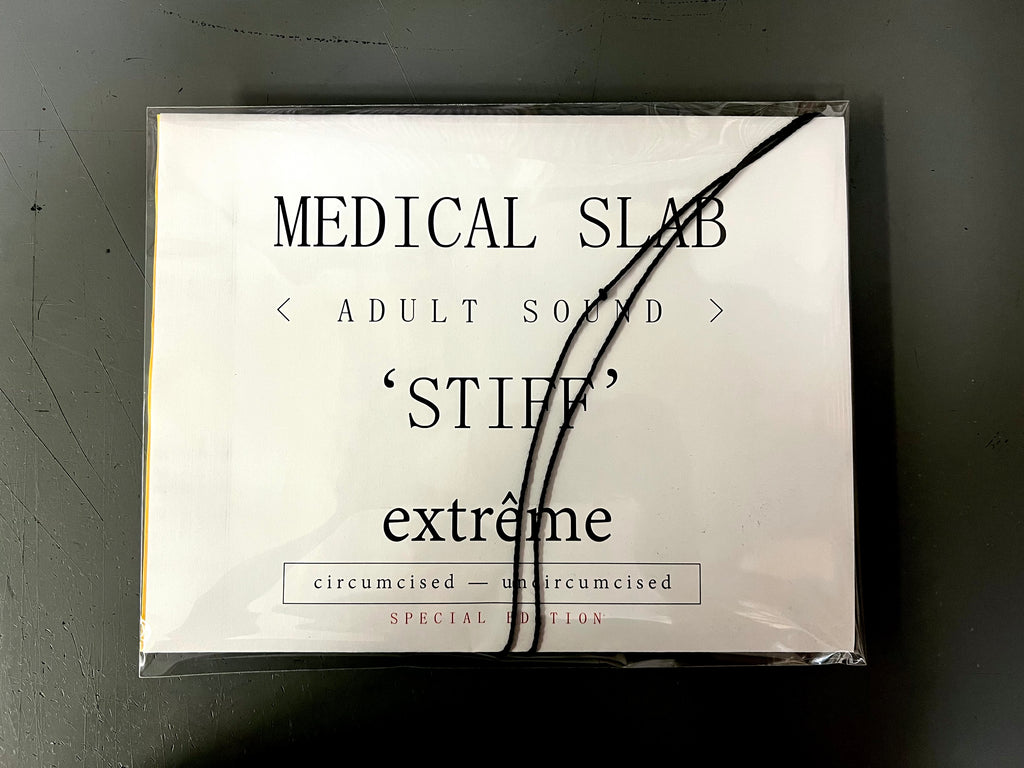 MEDICAL SLAB
< ADULT SOUND >
‘STIFF’
extrême
circumcised — uncircumcised
SPECIAL EDITION